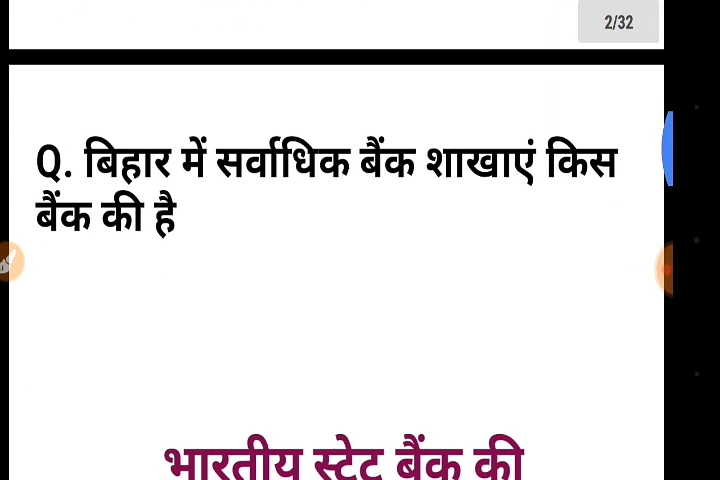 2/32
Q. बिहार में सर्वाधिक बैंक शाखाएं किस
बैंक की है
भारतीय स्टेट बैंक की